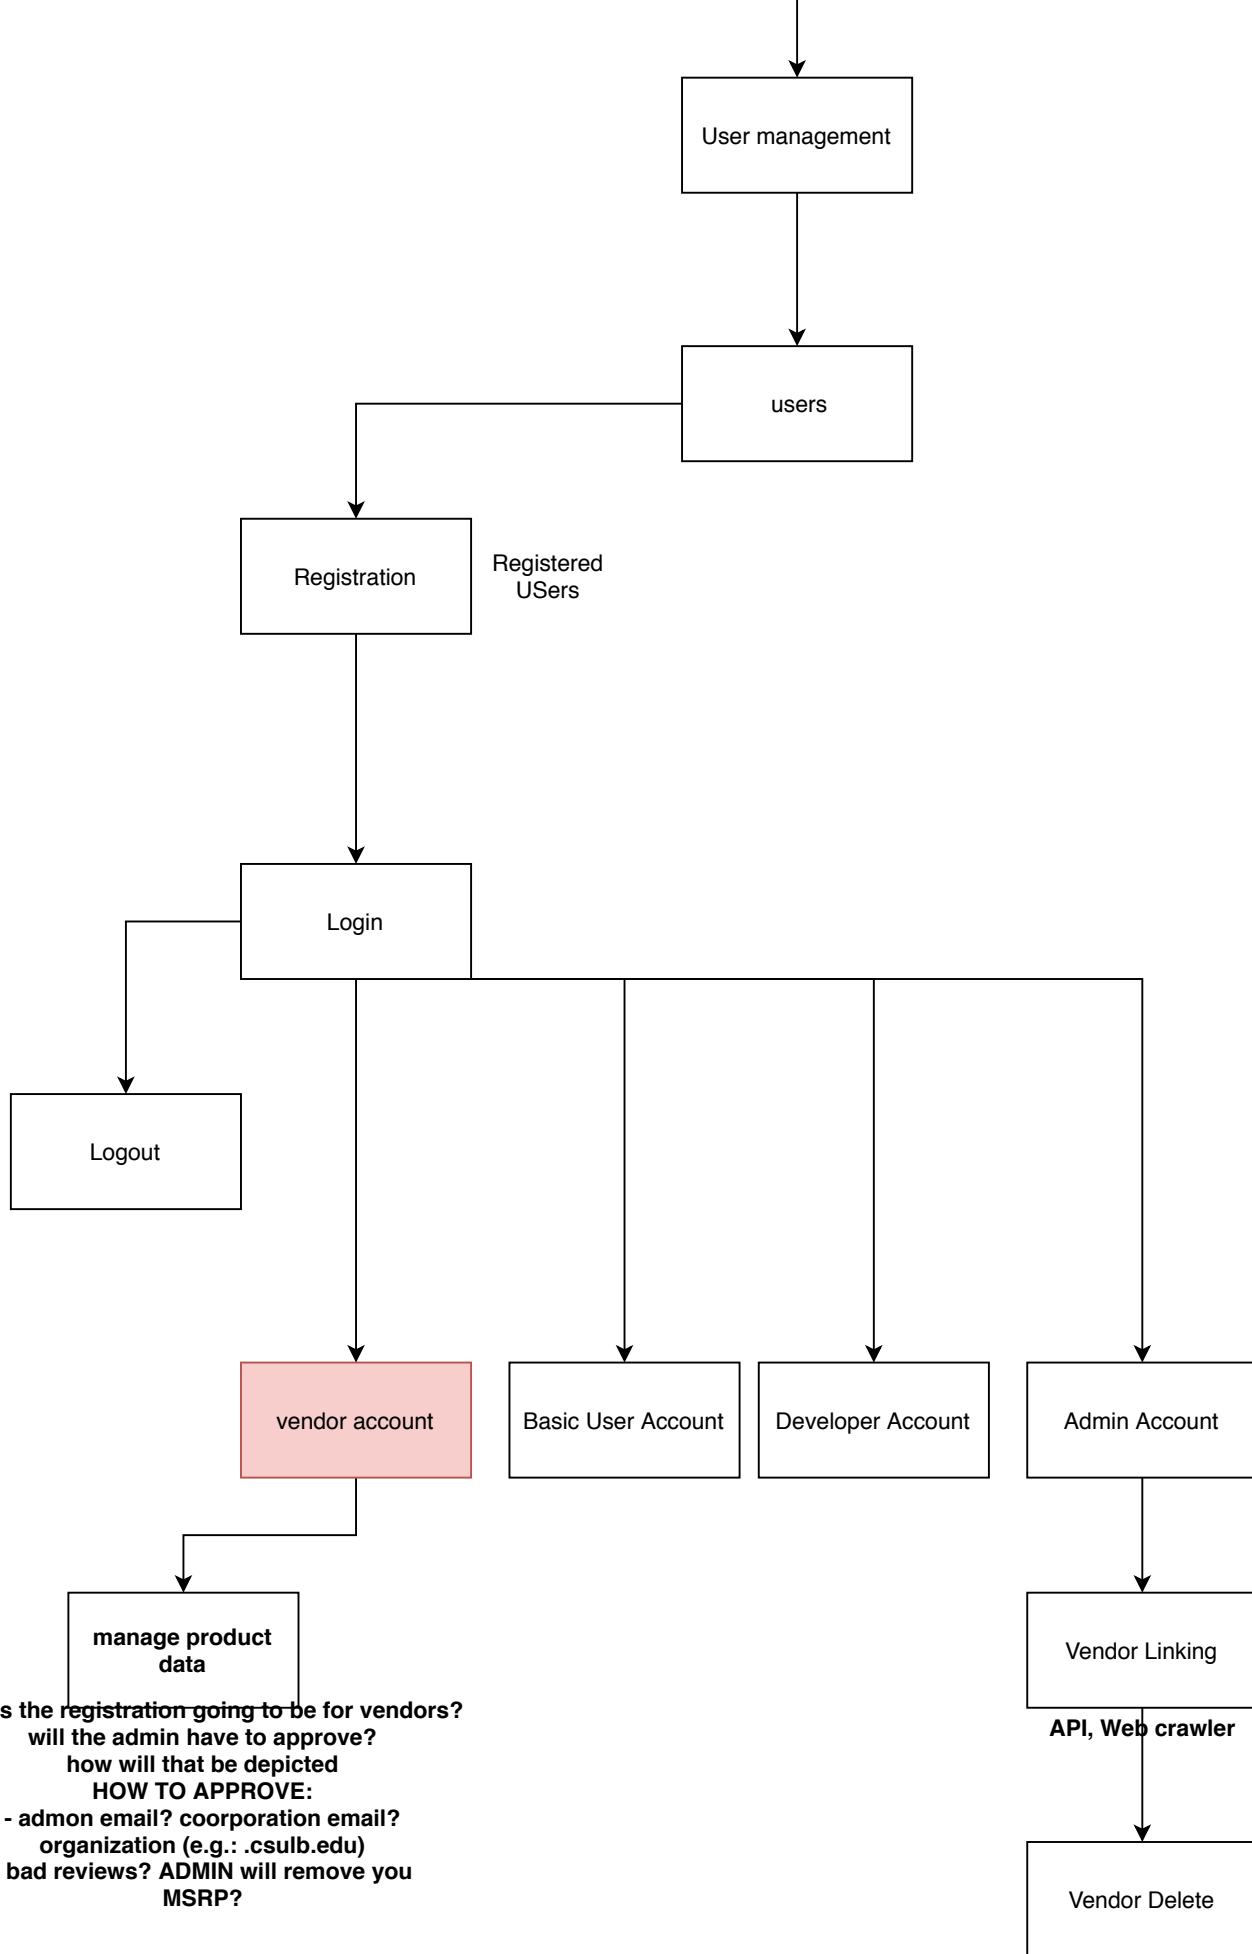 User management
users
Registration
Registered
USers
Login
Logout
vendor account
Basic User Account
Developer Account
Admin Account
manage product
data
Vendor Linking
s the registration going to be for vendors?
will the admin have to approve?
how will that be depicted
HOW TO APPROVE:
- admon email? coorporation email?
organization (e.g.: .csulb.edu)
bad reviews? ADMIN will remove you
MSRP?
API, Web crawler
Vendor Delete